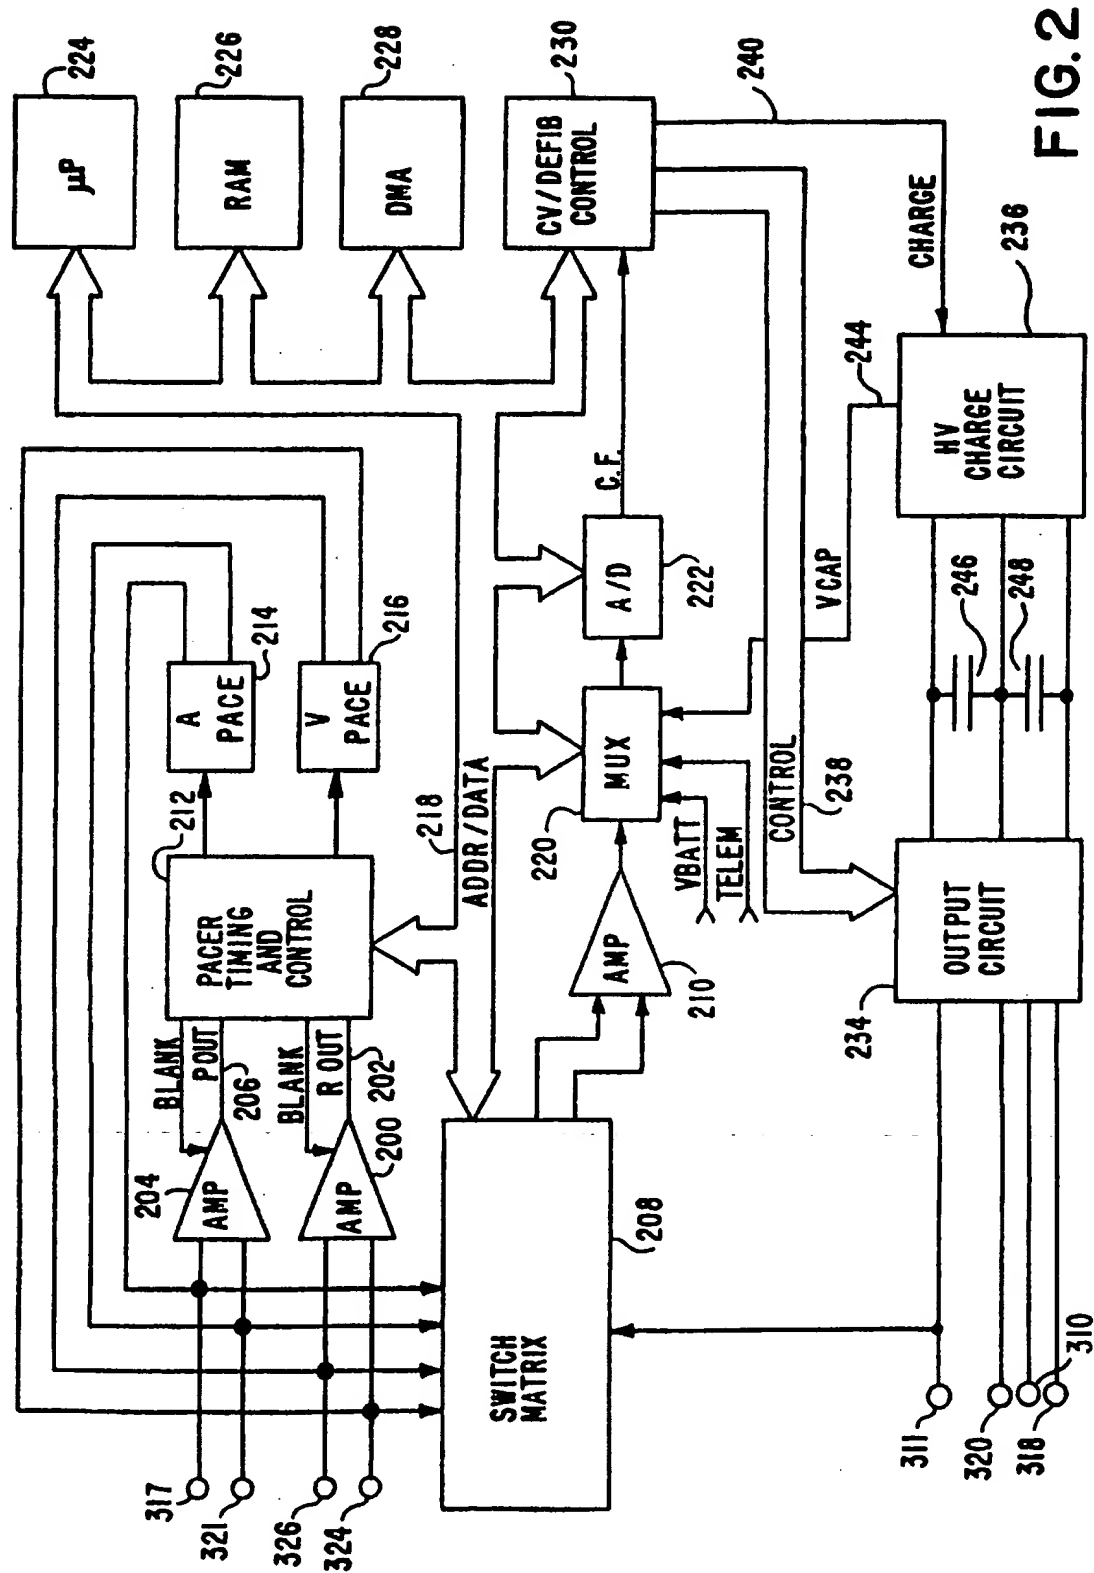 317
321
326
324
204
AMP
BLANK
P OUT
206
BLANK
R OUT
202
AMP
200
PACER
TIMING
AND
CONTROL
212
A
PACE
214
V
PACE
216
218
ADDR/DATA
SWITCH
MATRIX
208
AMP
210
220
MUX
VBATT
TELEM
A/D
222
C.F.
µP
224
RAM
226
DMA
228
CV/DEFIB
CONTROL
230
CONTROL
238
VCAP
244
240
CHARGE
311
320
318
310
234
OUTPUT
CIRCUIT
246
248
HV
CHARGE
CIRCUIT
236
FIG. 2